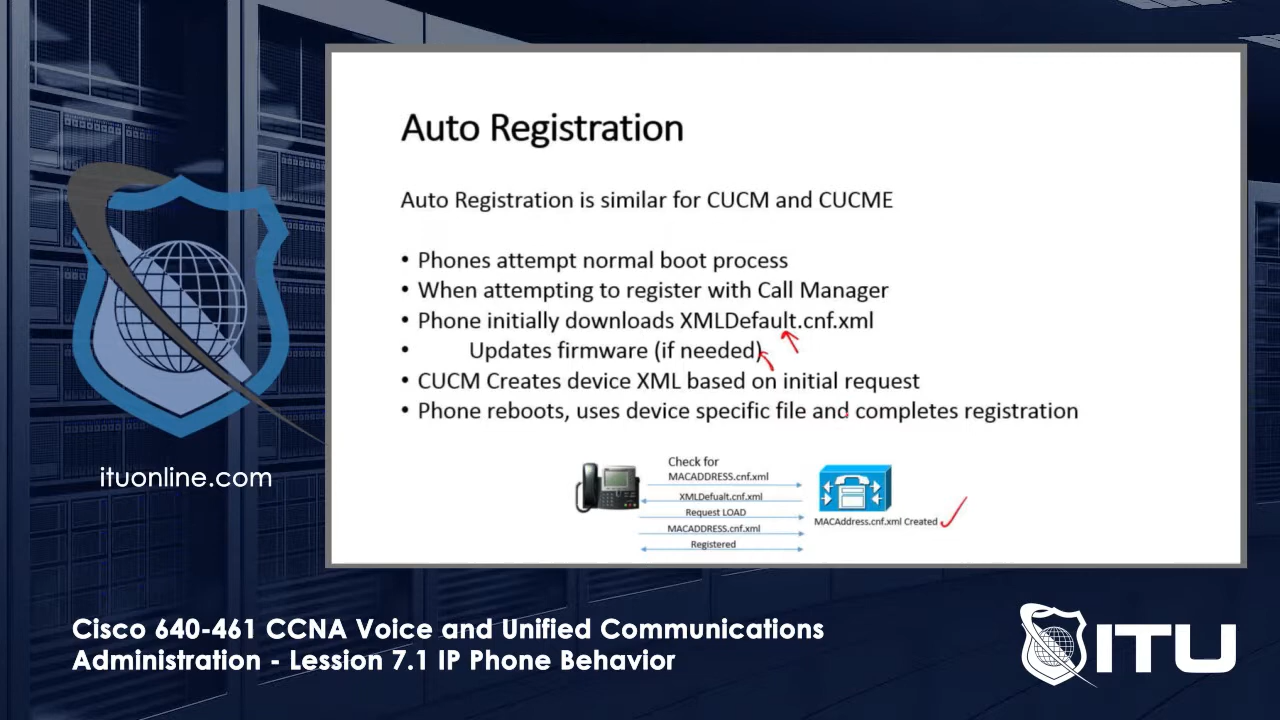 Auto Registration
Auto Registration is similar for CUCM and CUCME
• Phones attempt normal boot process
• When attempting to register with Call Manager
• Phone initially downloads XMLDefault.cnf.xml
• Updates firmware (if needed)
• CUCM Creates device XML based on initial request
• Phone reboots, uses device specific file and completes registration
Check for
MACADDRESS.cnf.xml
XMLDefualt.cnf.xml
Request LOAD
MACADDRESS.cnf.xml
Registered
MACAddress.cnf.xml Created
ituonline.com
Cisco 640-461 CCNA Voice and Unified Communications
Administration - Lession 7.1 IP Phone Behavior
ITU